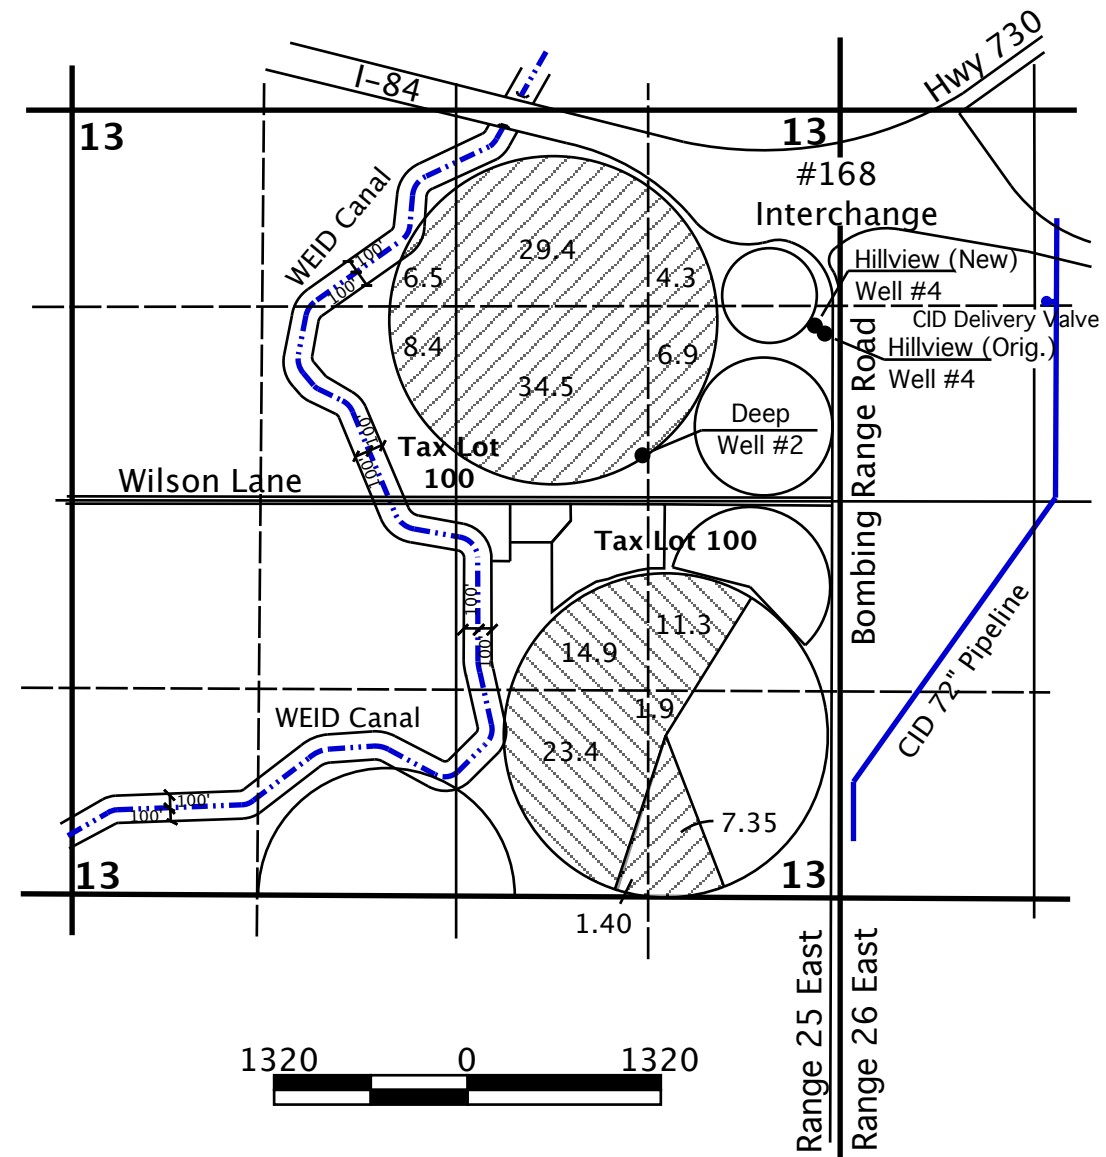 Hwy 730
I-84
13
13
#168
Interchange
WEID Canal
100'
100'
29.4
6.5
4.3
Hillview (New)
Well #4
CID Delivery Valve
Hillview (Orig.)
Well #4
8.4
6.9
34.5
Deep
Well #2
100'
100'
Tax Lot
100
Wilson Lane
Bombing Range Road
Tax Lot 100
100'
100'
11.3
14.9
1.9
23.4
CID 72" Pipeline
WEID Canal
100'
100'
7.35
13
13
1.40
Range 25 East
Range 26 East
1320 0 1320